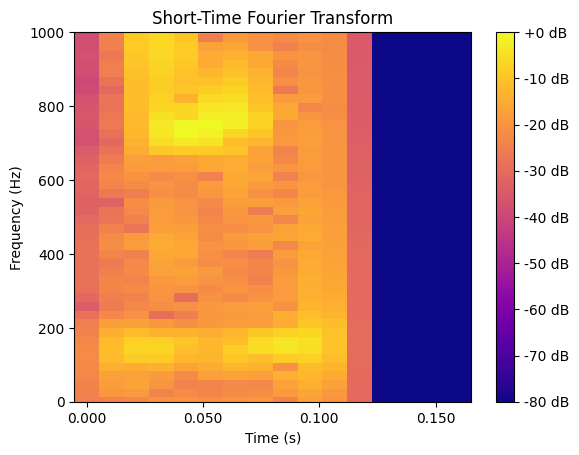 Short-Time Fourier Transform
1000
800
600
400
200
0
Frequency (Hz)
0.000
0.050
0.100
0.150
Time (s)
+0 dB
-10 dB
-20 dB
-30 dB
-40 dB
-50 dB
-60 dB
-70 dB
-80 dB